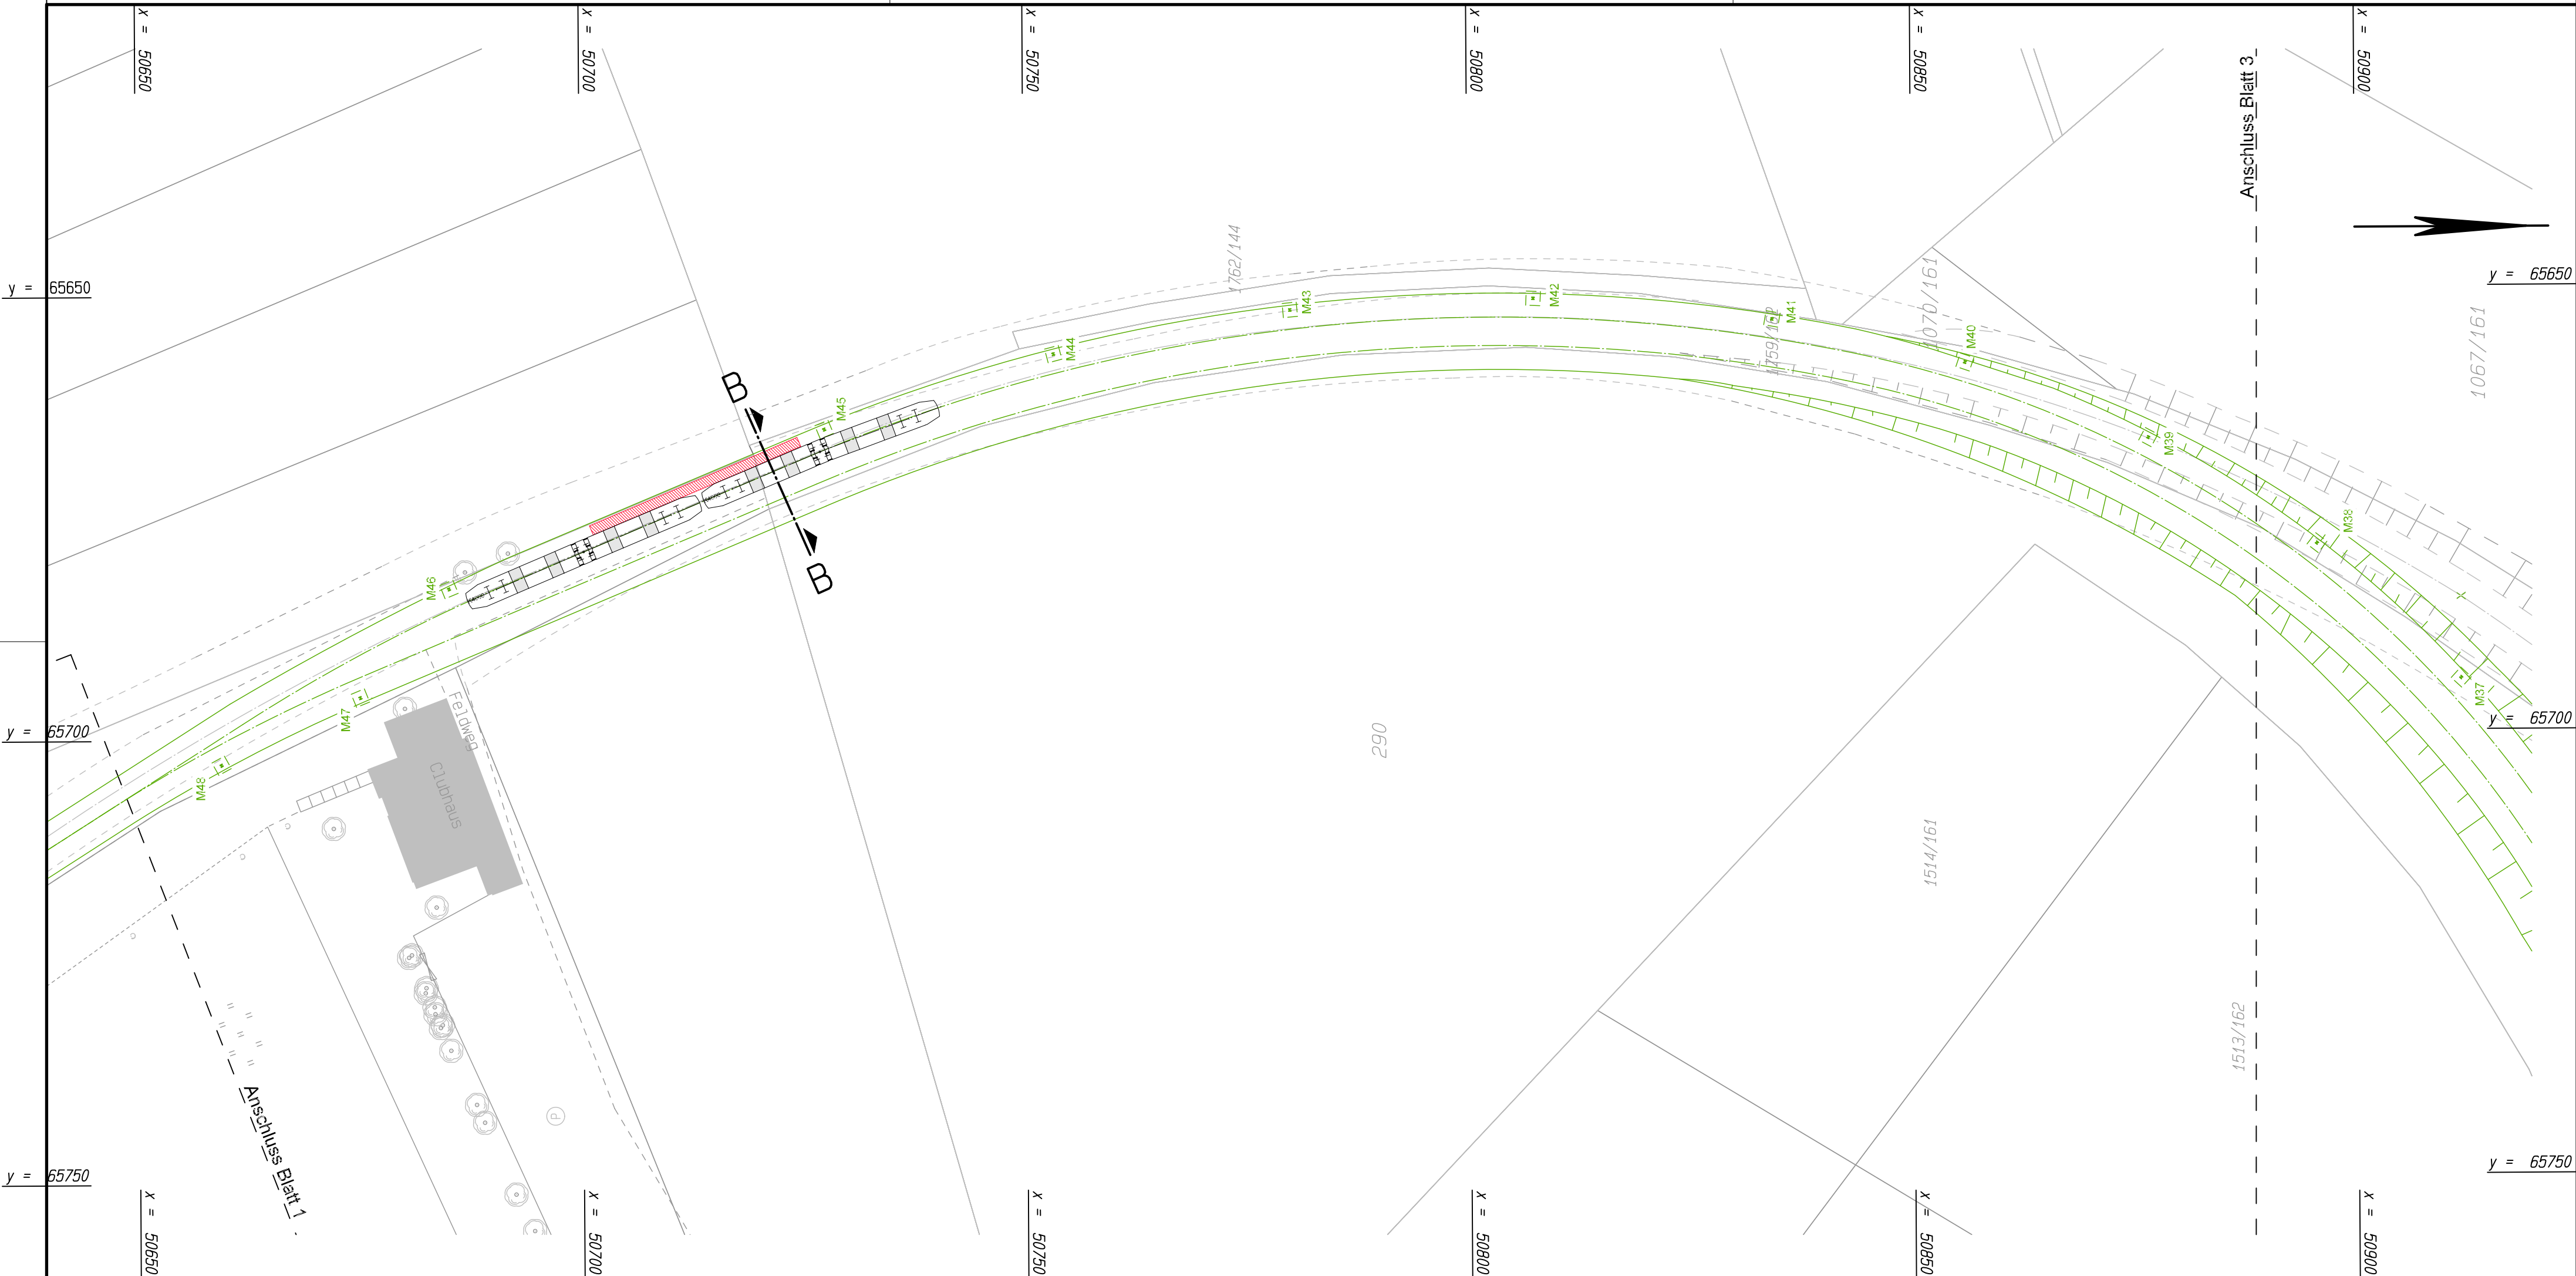 x = 50650
x = 50700
x = 50750
x = 50800
x = 50850
x = 50900
Anschluss Blatt 3
y = 65650
y = 65650
1762/144
1070/161
1067/161
1759/162
M43
M42
M41
M40
M44
M45
M39
M38
M37
M46
M47
M48
B
B
Feldweg
Clubhaus
y = 65700
y = 65700
290
1514/161
1513/162
P
Anschluss Blatt 1
y = 65750
y = 65750
x = 50650
x = 50700
x = 50750
x = 50800
x = 50850
x = 50900